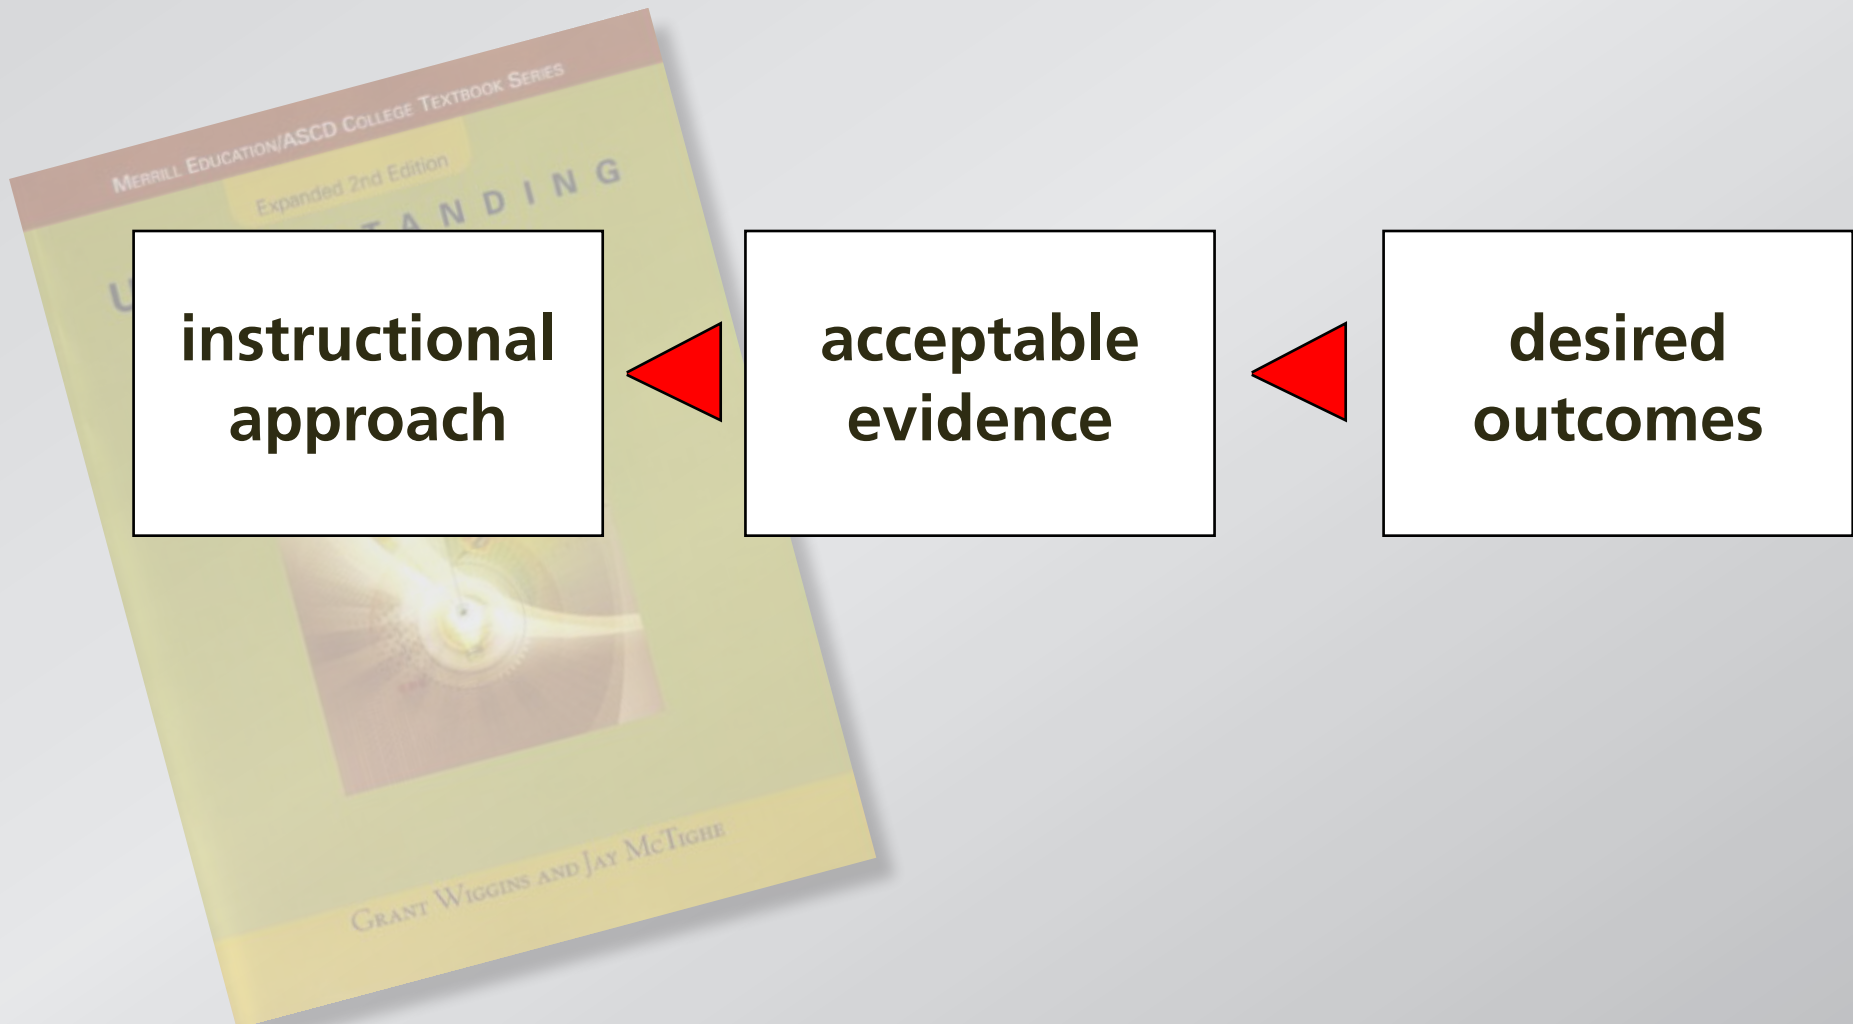 MERRILL EDUCATION/ASCD COLLEGE TEXTBOOK SERIES
Expanded 2nd Edition
instructional
approach
acceptable
evidence
desired
outcomes
GRANT WIGGINS AND JAY MCTIGHE